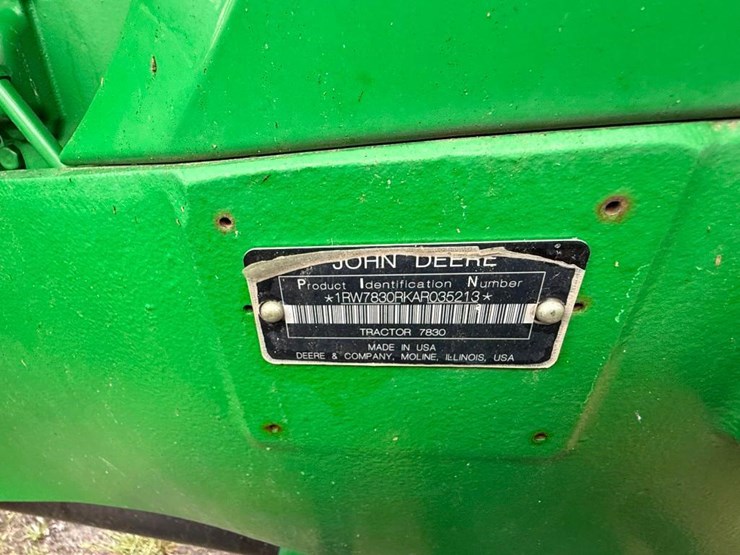 JOHN DEERE
Product Identification Number
*1RW7830RKAR035213*
TRACTOR 7830
MADE IN USA
DEERE & COMPANY, MOLINE, ILLINOIS, USA